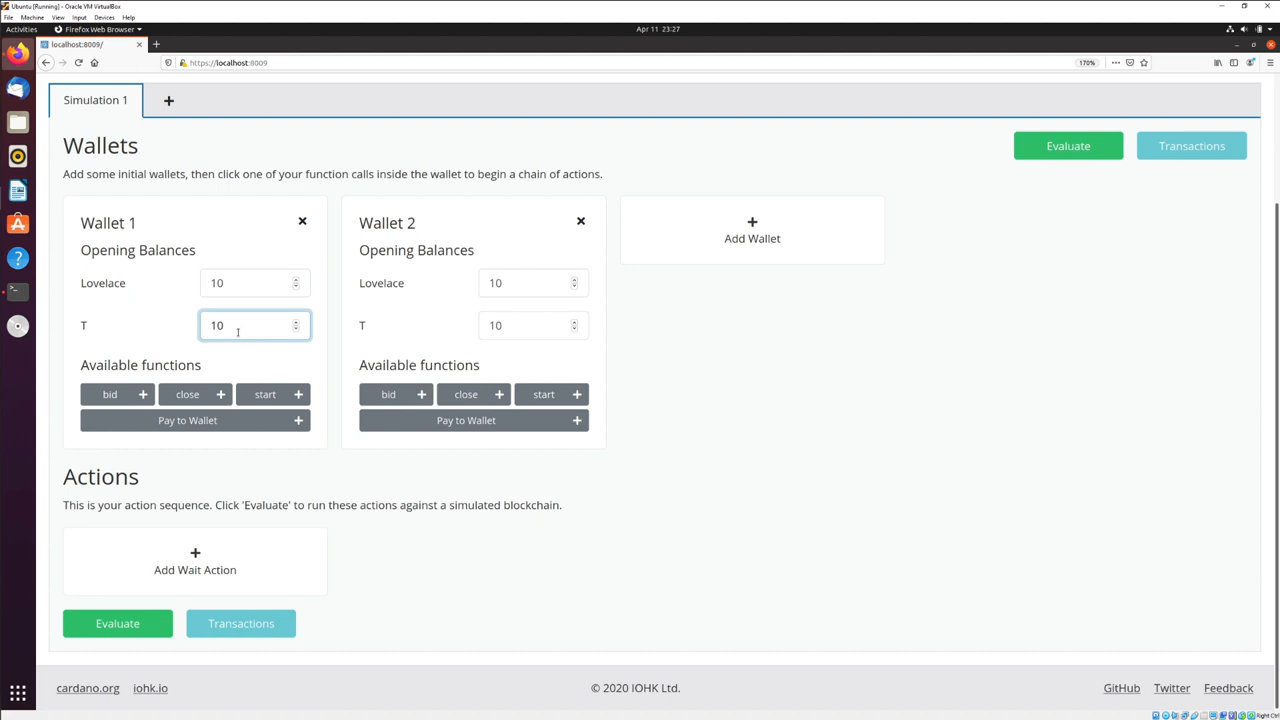 Ubuntu [Running] - Oracle VM VirtualBox
File Machine View Input Devices Help
Activities Firefox Web Browser Apr 11 23:27
localhost:8009/
https://localhost:8009 170%
Simulation 1
Wallets Evaluate Transactions
Add some initial wallets, then click one of your function calls inside the wallet to begin a chain of actions.
Wallet 1
Opening Balances
Lovelace 10
T 10
Available functions
bid close start
Pay to Wallet
Wallet 2
Opening Balances
Lovelace 10
T 10
Available functions
bid close start
Pay to Wallet
Add Wallet
Actions
This is your action sequence. Click 'Evaluate' to run these actions against a simulated blockchain.
Add Wait Action
Evaluate Transactions
cardano.org iohk.io © 2020 IOHK Ltd. GitHub Twitter Feedback
Right Ctrl